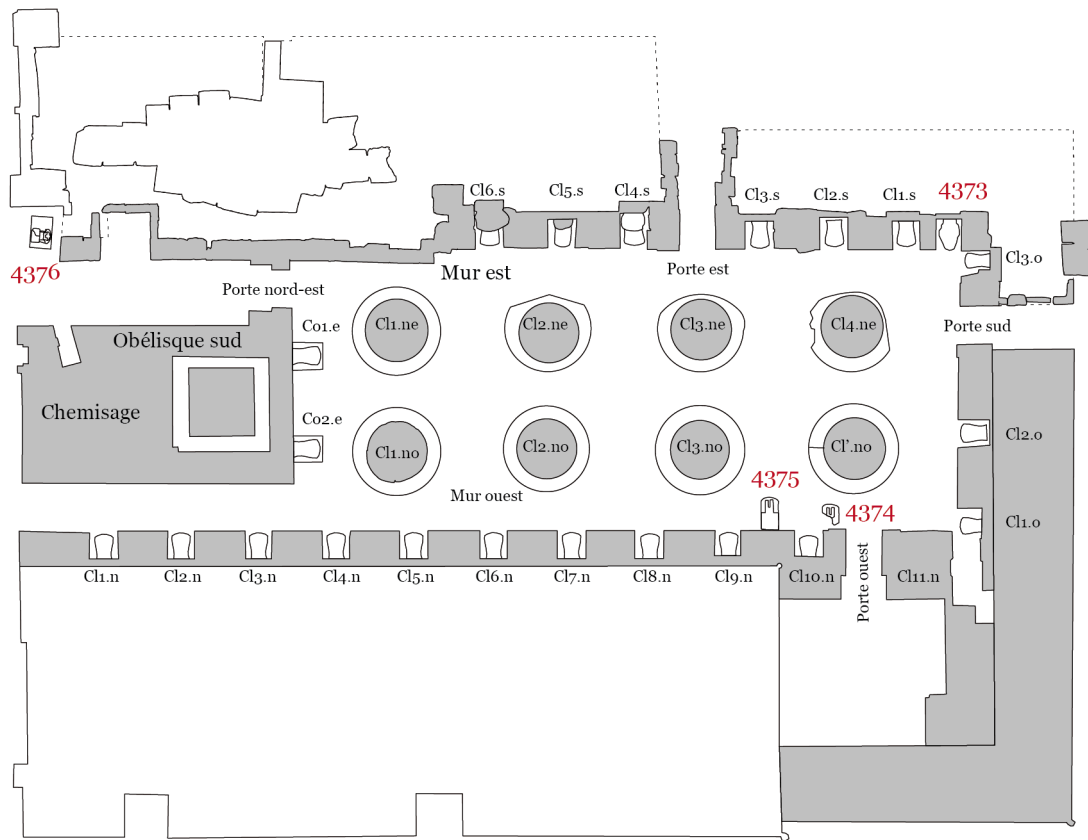 Cl6.s
Cl5.s
Cl4.s
Cl3.s
Cl2.s
Cl1.s
4373
4376
Mur est
Porte est
Cl3.o
Porte nord-est
Co1.e
Cl1.ne
Cl2.ne
Cl3.ne
Cl4.ne
Porte sud
Obélisque sud
Chemisage
Co2.e
Cl1.no
Cl2.no
Cl3.no
Cl'.no
Cl2.o
Mur ouest
4375
4374
Cl1.o
Cl1.n
Cl2.n
Cl3.n
Cl4.n
Cl5.n
Cl6.n
Cl7.n
Cl8.n
Cl9.n
Cl10.n
Porte ouest
Cl11.n